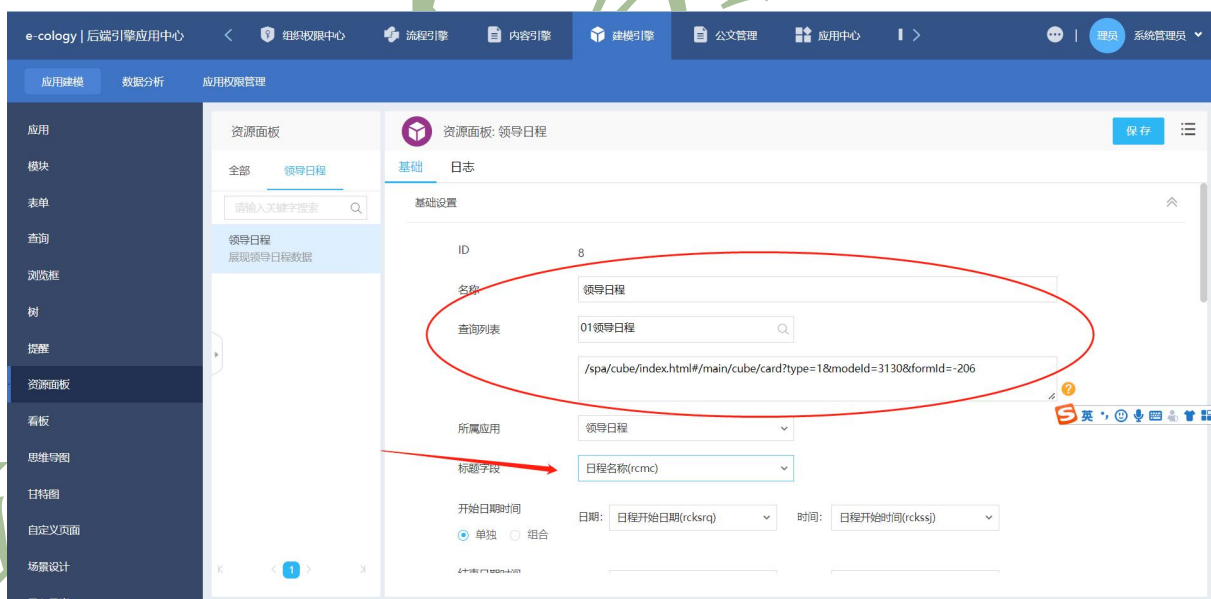 e-cology | 后端引擎应用中心 组织权限中心 流程引擎 内容引擎 建模引擎 公文管理 应用中心 理员 系统管理员
应用建模 数据分析 应用权限管理
应用
模块
表单
查询
浏览框
树
提醒
资源面板
看板
思维导图
甘特图
自定义页面
场景设计
资源面板
全部 领导日程
请输入关键字搜索
领导日程
展现领导日程数据
1
资源面板: 领导日程 保存
基础 日志
基础设置
ID 8
名称 领导日程
查询列表 01领导日程
/spa/cube/index.html#/main/cube/card?type=1&modeId=3130&formId=-206
英
所属应用 领导日程
标题字段 日程名称(rcmc)
开始日期时间 日期: 日程开始日期(rcksrq) 时间: 日程开始时间(rckssj)
单独 组合